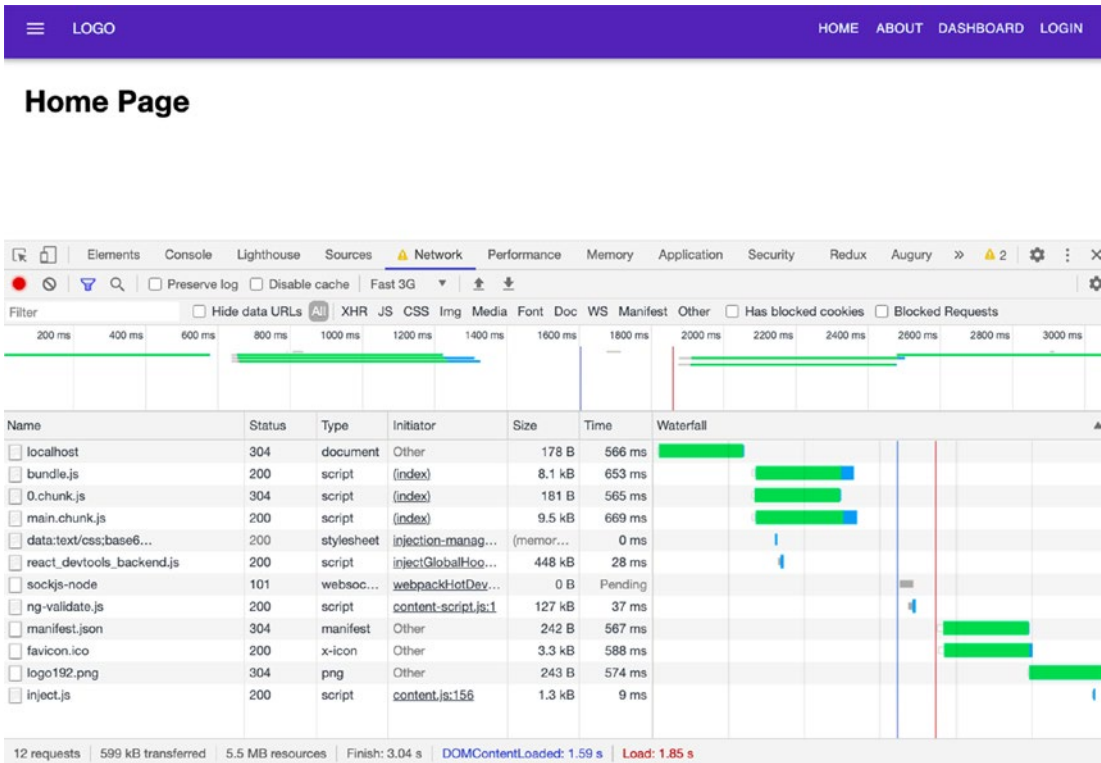 LOGO HOME ABOUT DASHBOARD LOGIN
Home Page
Elements Console Lighthouse Sources Network Performance Memory Application Security Redux Augury » 2
Preserve log Disable cache Fast 3G
Filter Hide data URLs All XHR JS CSS Img Media Font Doc WS Manifest Other Has blocked cookies Blocked Requests
200 ms 400 ms 600 ms 800 ms 1000 ms 1200 ms 1400 ms 1600 ms 1800 ms 2000 ms 2200 ms 2400 ms 2600 ms 2800 ms 3000 ms
Name Status Type Initiator Size Time Waterfall
localhost 304 document Other 178 B 566 ms
bundle.js 200 script (index) 8.1 kB 653 ms
0.chunk.js 304 script (index) 181 B 565 ms
main.chunk.js 200 script (index) 9.5 kB 669 ms
data:text/css;base6... 200 stylesheet injection-manag... (memor... 0 ms
react_devtools_backend.js 200 script injectGlobalHoo... 448 kB 28 ms
sockjs-node 101 websoc... webpackHotDev... 0 B Pending
ng-validate.js 200 script content-script.js:1 127 kB 37 ms
manifest.json 304 manifest Other 242 B 567 ms
favicon.ico 200 x-icon Other 3.3 kB 588 ms
logo192.png 304 png Other 243 B 574 ms
inject.js 200 script content.js:156 1.3 kB 9 ms
12 requests 599 kB transferred 5.5 MB resources Finish: 3.04 s DOMContentLoaded: 1.59 s Load: 1.85 s